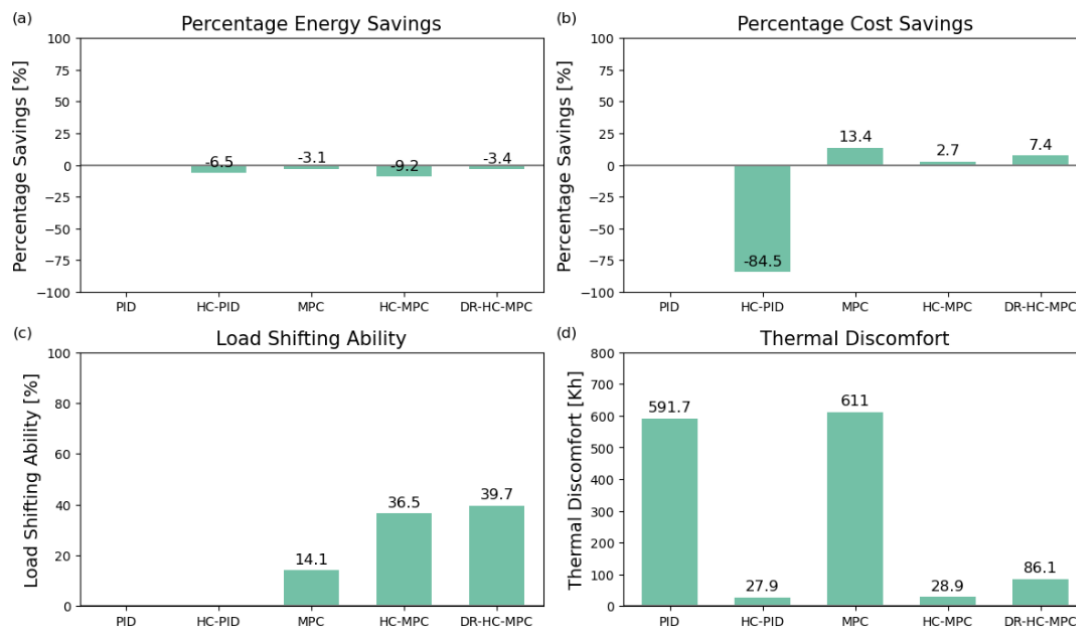 (a)
Percentage Energy Savings
Percentage Savings [%]
100
75
50
25
0
−25
−50
−75
−100
-6.5
-3.1
-9.2
-3.4
PID
HC-PID
MPC
HC-MPC
DR-HC-MPC
(b)
Percentage Cost Savings
Percentage Savings [%]
100
75
50
25
0
−25
−50
−75
−100
-84.5
13.4
2.7
7.4
PID
HC-PID
MPC
HC-MPC
DR-HC-MPC
(c)
Load Shifting Ability
Load Shifting Ability [%]
100
80
60
40
20
0
14.1
36.5
39.7
PID
HC-PID
MPC
HC-MPC
DR-HC-MPC
(d)
Thermal Discomfort
Thermal Discomfort [Kh]
800
700
600
500
400
300
200
100
0
591.7
27.9
611
28.9
86.1
PID
HC-PID
MPC
HC-MPC
DR-HC-MPC